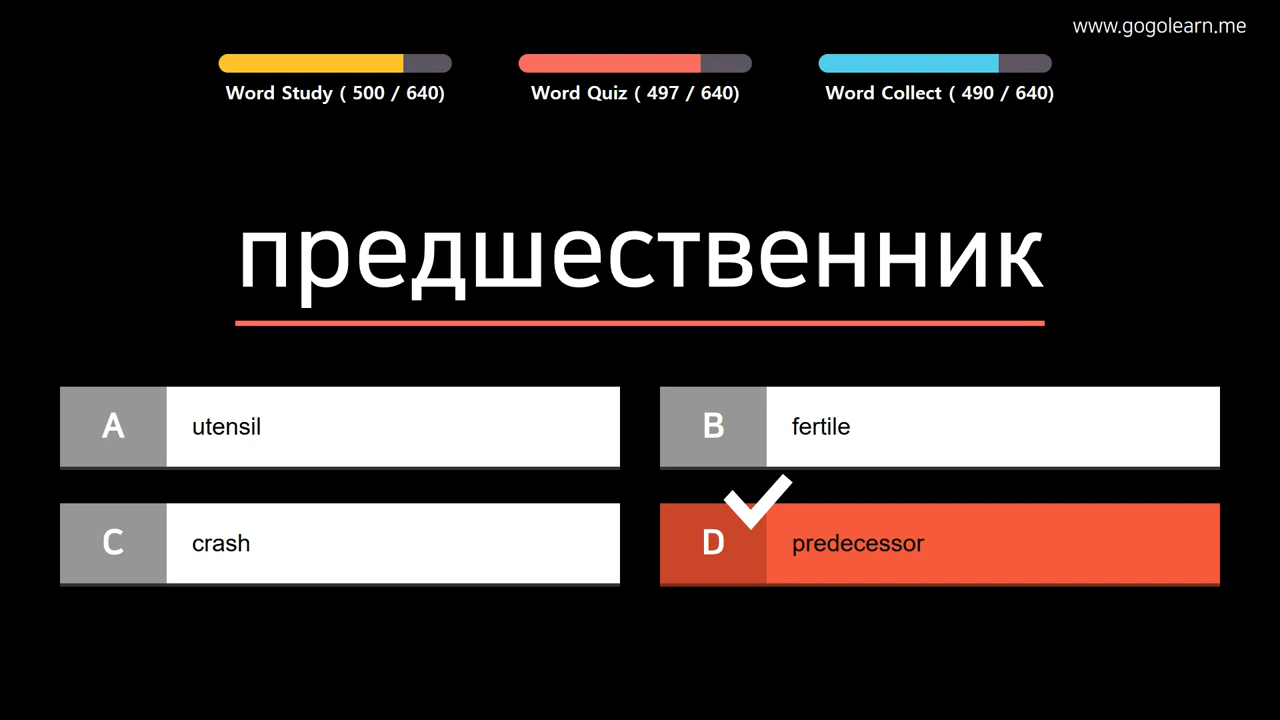 www.gogolearn.me
Word Study ( 500 / 640)
Word Quiz ( 497 / 640)
Word Collect ( 490 / 640)
предшественник
A utensil
B fertile
C crash
D predecessor